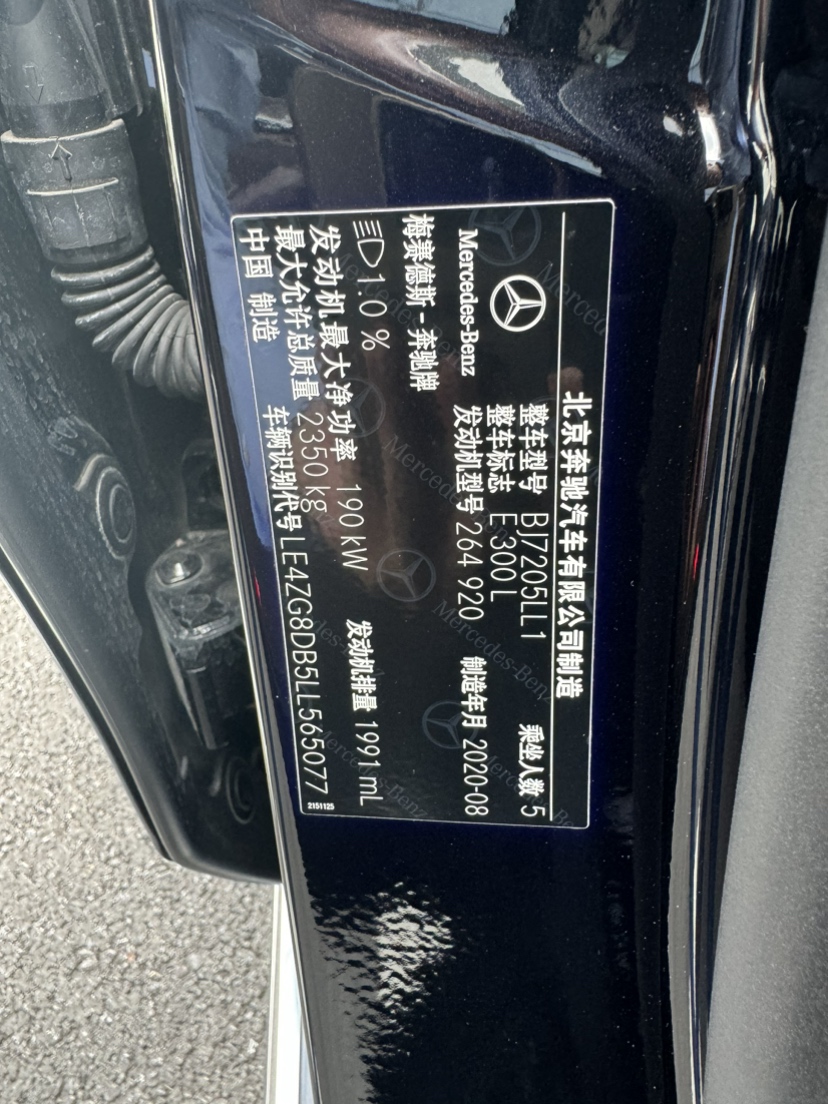 北京奔驰汽车有限公司制造
Mercedes-Benz
梅赛德斯-奔驰牌
整车型号 BJ7205LL1 乘坐人数 5
整车标志 E 300 L
发动机型号 264 920 制造年月 2020-08
1.0 %
发动机最大净功率 190 kW 发动机排量 1991 mL
最大允许总质量 2350 kg
中国 制造 车辆识别代号 LE4ZG8DB5LL565077
2151125